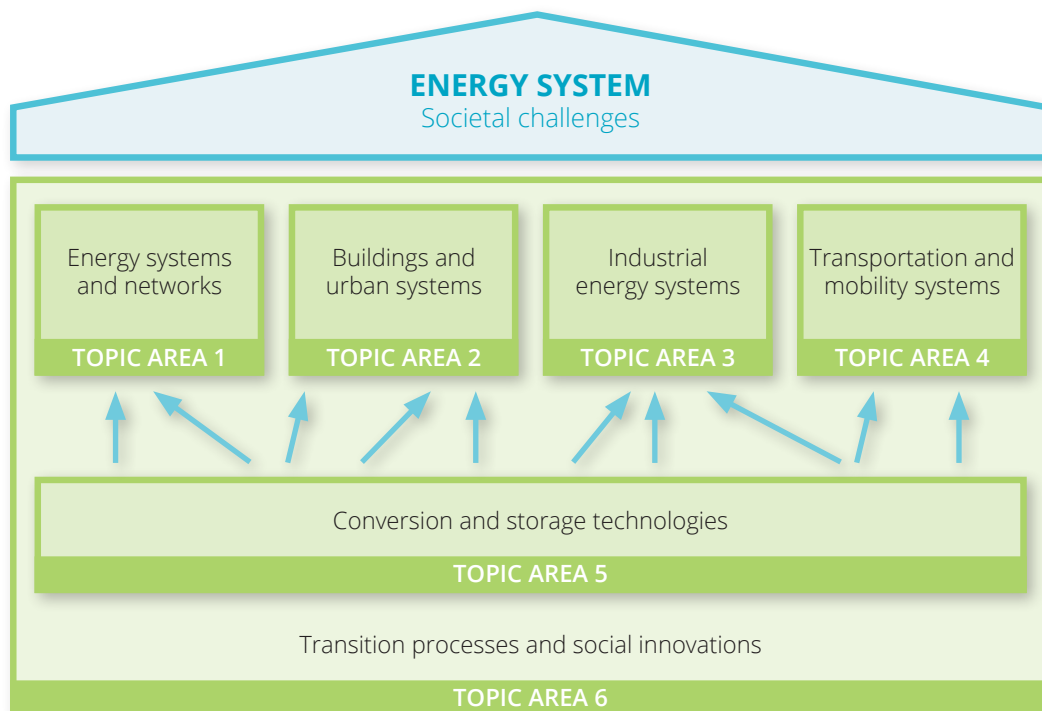 ENERGY SYSTEM
Societal challenges
Energy systems
and networks
TOPIC AREA 1
Buildings and
urban systems
TOPIC AREA 2
Industrial
energy systems
TOPIC AREA 3
Transportation and
mobility systems
TOPIC AREA 4
Conversion and storage technologies
TOPIC AREA 5
Transition processes and social innovations
TOPIC AREA 6